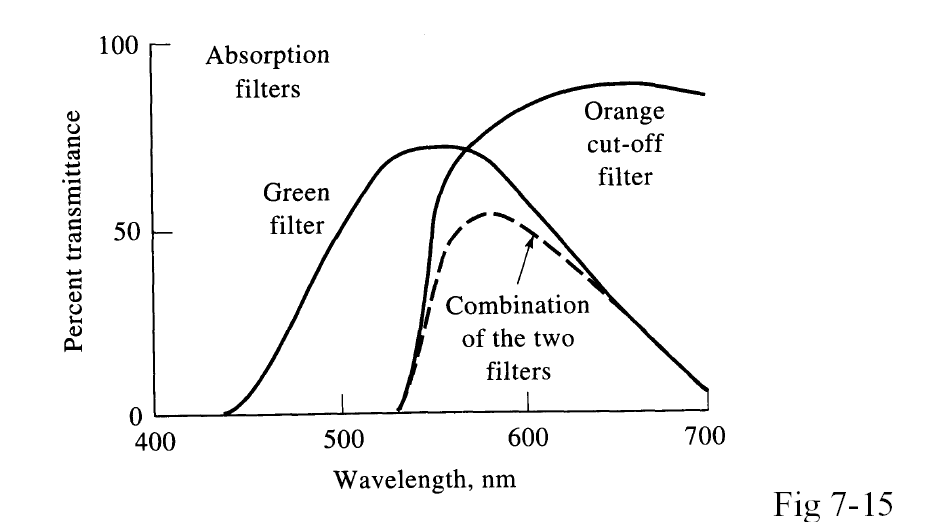 100
Absorption
filters
Orange
cut-off
filter
Green
filter
50
Percent transmittance
Combination
of the two
filters
0
400
500
600
700
Wavelength, nm
Fig 7-15